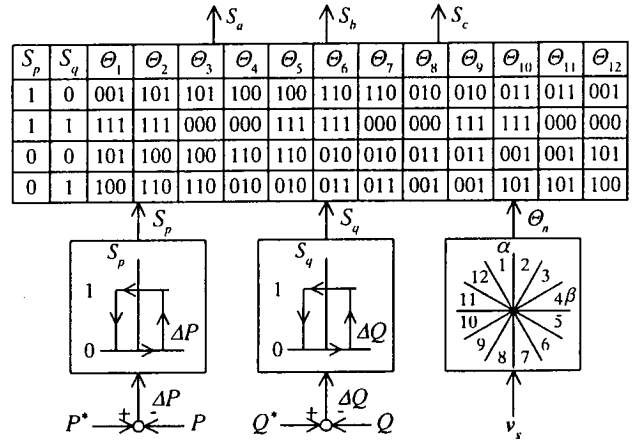 S_a S_b S_c
S_p S_q Θ_1 Θ_2 Θ_3 Θ_4 Θ_5 Θ_6 Θ_7 Θ_8 Θ_9 Θ_10 Θ_11 Θ_12
1 0 001 101 101 100 100 110 110 010 010 011 011 001
1 1 111 111 000 000 111 111 000 000 111 111 000 000
0 0 101 100 100 110 110 010 010 011 011 001 001 101
0 1 100 110 110 010 010 011 011 001 001 101 101 100
S_p S_q Θ_n
S_p S_q α
1 1 12 1 2 3
ΔP ΔQ 11 4 β
0 0 10 9 8 7 6 5
ΔP ΔQ
P* + - P Q* + - Q v_s